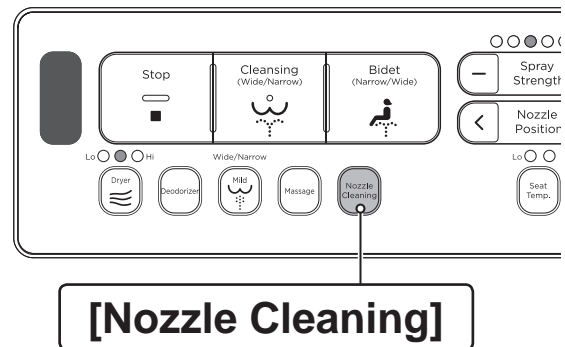 Stop
Cleansing
(Wide/Narrow)
Bidet
(Narrow/Wide)
Spray
Strength
Nozzle
Position
Lo Hi
Wide/Narrow
Lo
Dryer
Deodorizer
Mild
Massage
Nozzle
Cleaning
Seat
Temp.
[Nozzle Cleaning]